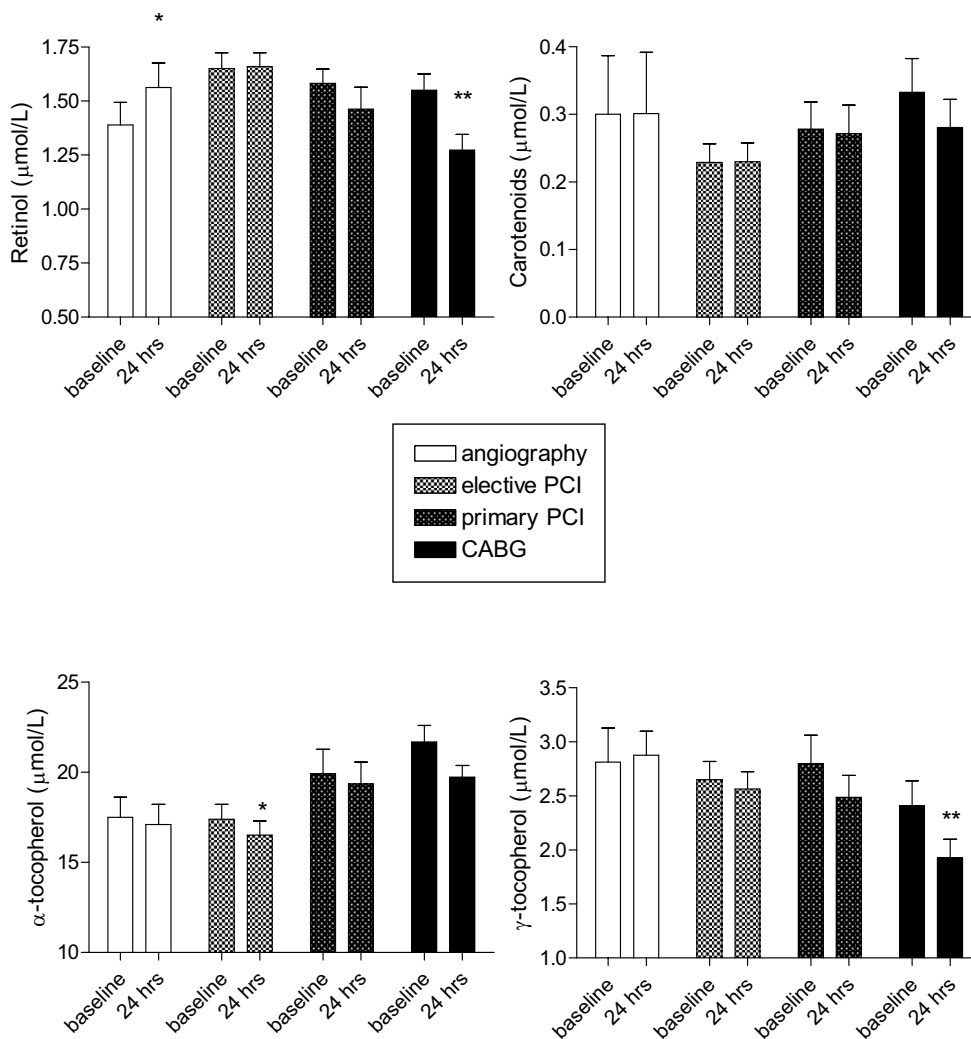 *
**
Retinol (μmol/L)
1.75
1.50
1.25
1.00
0.75
0.50
baseline
24 hrs
baseline
24 hrs
baseline
24 hrs
baseline
24 hrs
Carotenoids (μmol/L)
0.4
0.3
0.2
0.1
0.0
baseline
24 hrs
baseline
24 hrs
baseline
24 hrs
baseline
24 hrs
angiography
elective PCI
primary PCI
CABG
α-tocopherol (μmol/L)
25
20
15
10
*
baseline
24 hrs
baseline
24 hrs
baseline
24 hrs
baseline
24 hrs
γ-tocopherol (μmol/L)
3.5
3.0
2.5
2.0
1.5
1.0
**
baseline
24 hrs
baseline
24 hrs
baseline
24 hrs
baseline
24 hrs